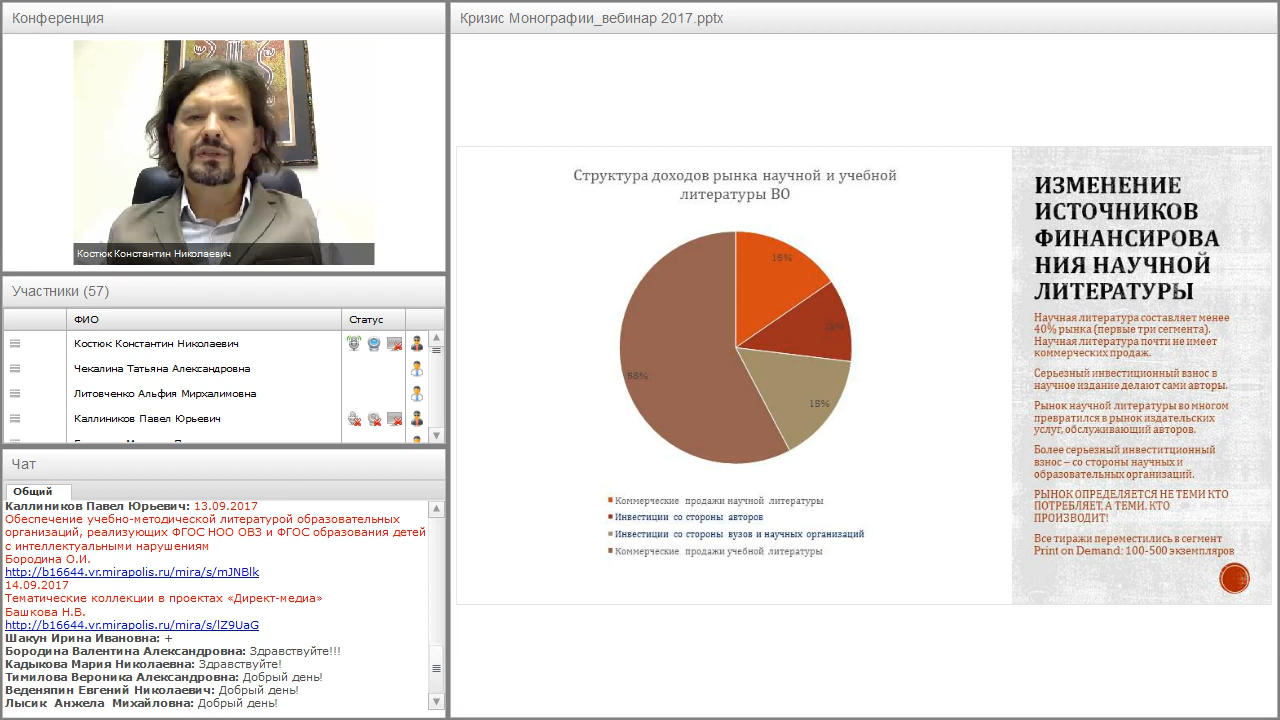 Конференция
Костюк Константин Николаевич
Участники (57)
ФИО
Статус
Костюк Константин Николаевич
Чекалина Татьяна Александровна
Литовченко Альфия Мирхалимовна
Каллиников Павел Юрьевич
Чат
Общий
Каллиников Павел Юрьевич: 13.09.2017
Обеспечение учебно-методической литературой образовательных
организаций, реализующих ФГОС НОО ОВЗ и ФГОС образования детей
с интеллектуальными нарушениями
Бородина О.И.
http://b16644.vr.mirapolis.ru/mira/s/mJNBlk
14.09.2017
Тематические коллекции в проектах «Директ-медиа»
Башкова Н.В.
http://b16644.vr.mirapolis.ru/mira/s/lZ9UaG
Шакун Ирина Ивановна: +
Бородина Валентина Александровна: Здравствуйте!!!
Кадыкова Мария Николаевна: Здравствуйте!
Тимилова Вероника Александровна: Добрый день!
Веденяпин Евгений Николаевич: Добрый день!
Лысик Анжела Михайловна: Добрый день!
Кризис Монографии_вебинар 2017.pptx
Структура доходов рынка научной и учебной
литературы ВО
15%
58%
Коммерческие продажи научной литературы
Инвестиции со стороны авторов
Инвестиции со стороны вузов и научных организаций
Коммерческие продажи учебной литературы
ИЗМЕНЕНИЕ
ИСТОЧНИКОВ
ФИНАНСИРОВА
НИЯ НАУЧНОЙ
ЛИТЕРАТУРЫ
Научная литература составляет менее
40% рынка (первые три сегмента).
Научная литература почти не имеет
коммерческих продаж.
Серьезный инвестиционный взнос в
научное издание делают сами авторы.
Рынок научной литературы во многом
превратился в рынок издательских
услуг, обслуживающий авторов.
Более серьезный инвеститционный
взнос – со стороны научных и
образовательных организаций.
РЫНОК ОПРЕДЕЛЯЕТСЯ НЕ ТЕМИ КТО
ПОТРЕБЛЯЕТ, А ТЕМИ, КТО
ПРОИЗВОДИТ!
Все тиражи переместились в сегмент
Print on Demand: 100-500 экземпляров